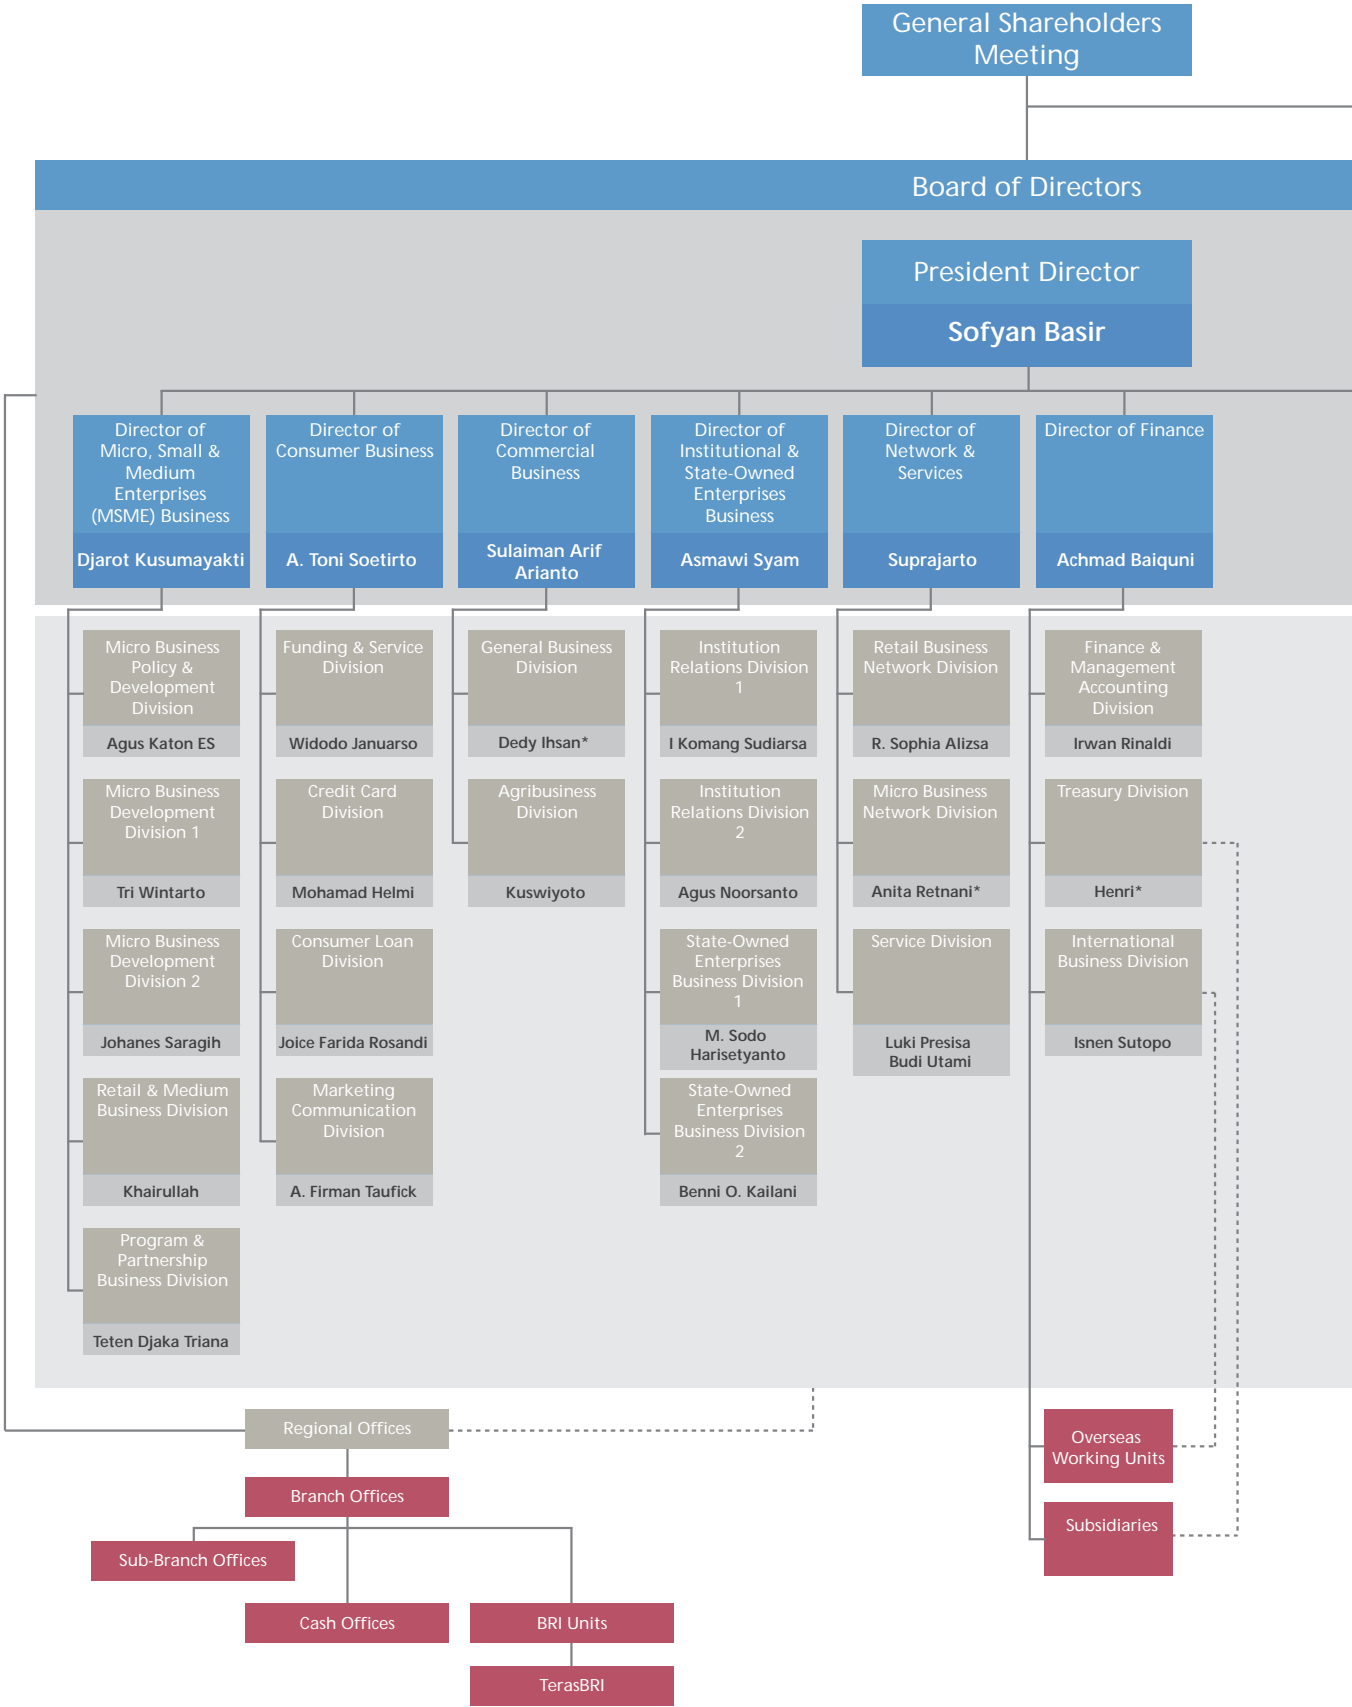 General Shareholders
Meeting
Board of Directors
President Director
Sofyan Basir
Director of
Micro, Small &
Medium
Enterprises
(MSME) Business
Djarot Kusumayakti
Director of
Consumer Business
A. Toni Soetirto
Director of
Commercial
Business
Sulaiman Arif
Arianto
Director of
Institutional &
State-Owned
Enterprises
Business
Asmawi Syam
Director of
Network &
Services
Suprajarto
Director of Finance
Achmad Baiquni
Micro Business
Policy &
Development
Division
Agus Katon ES
Micro Business
Development
Division 1
Tri Wintarto
Micro Business
Development
Division 2
Johanes Saragih
Retail & Medium
Business Division
Khairullah
Program &
Partnership
Business Division
Teten Djaka Triana
Funding & Service
Division
Widodo Januarso
Credit Card
Division
Mohamad Helmi
Consumer Loan
Division
Joice Farida Rosandi
Marketing
Communication
Division
A. Firman Taufick
General Business
Division
Dedy Ihsan*
Agribusiness
Division
Kuswiyoto
Institution
Relations Division
1
I Komang Sudiarsa
Institution
Relations Division
2
Agus Noorsanto
State-Owned
Enterprises
Business Division
1
M. Sodo
Harisetyanto
State-Owned
Enterprises
Business Division
2
Benni O. Kailani
Retail Business
Network Division
R. Sophia Alizsa
Micro Business
Network Division
Anita Retnani*
Service Division
Luki Presisa
Budi Utami
Finance &
Management
Accounting
Division
Irwan Rinaldi
Treasury Division
Henri*
International
Business Division
Isnen Sutopo
Regional Offices
Branch Offices
Sub-Branch Offices
Cash Offices
BRI Units
TerasBRI
Overseas
Working Units
Subsidiaries